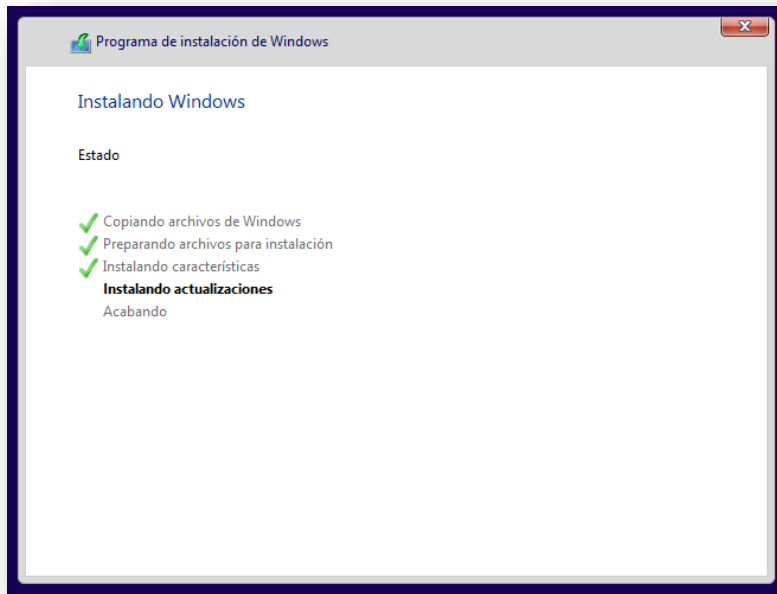 Programa de instalación de Windows
Instalando Windows
Estado
Copiando archivos de Windows
Preparando archivos para instalación
Instalando características
Instalando actualizaciones
Acabando